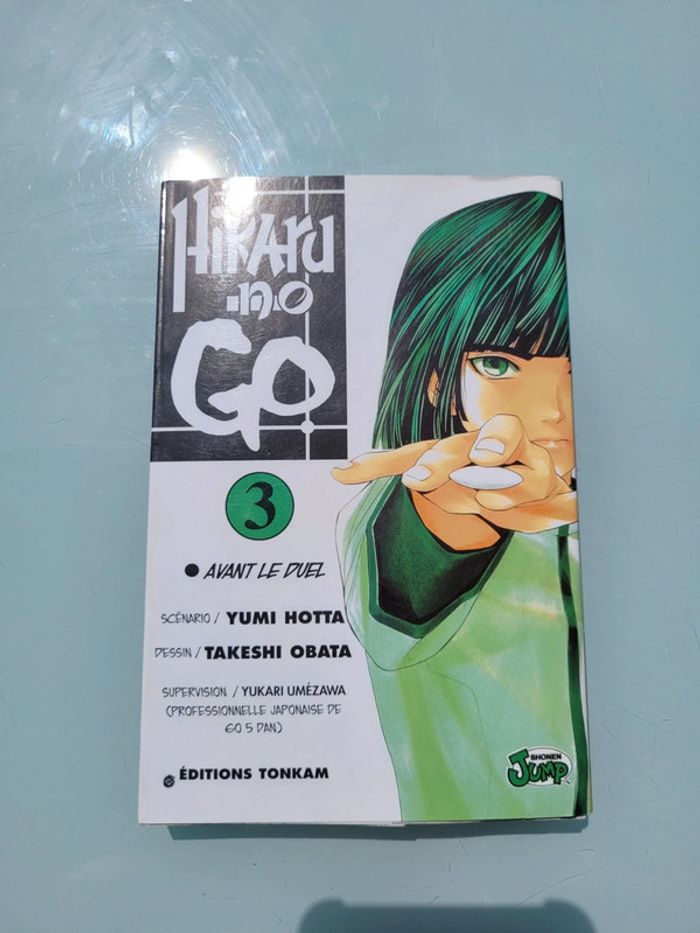 HIKARU
no
GO
3
● AVANT LE DUEL
SCÉNARIO / YUMI HOTTA
DESSIN / TAKESHI OBATA
SUPERVISION / YUKARI UMÉZAWA
(PROFESSIONNELLE JAPONAISE DE
GO 5 DAN)
ÉDITIONS TONKAM
SHONEN
JUMP